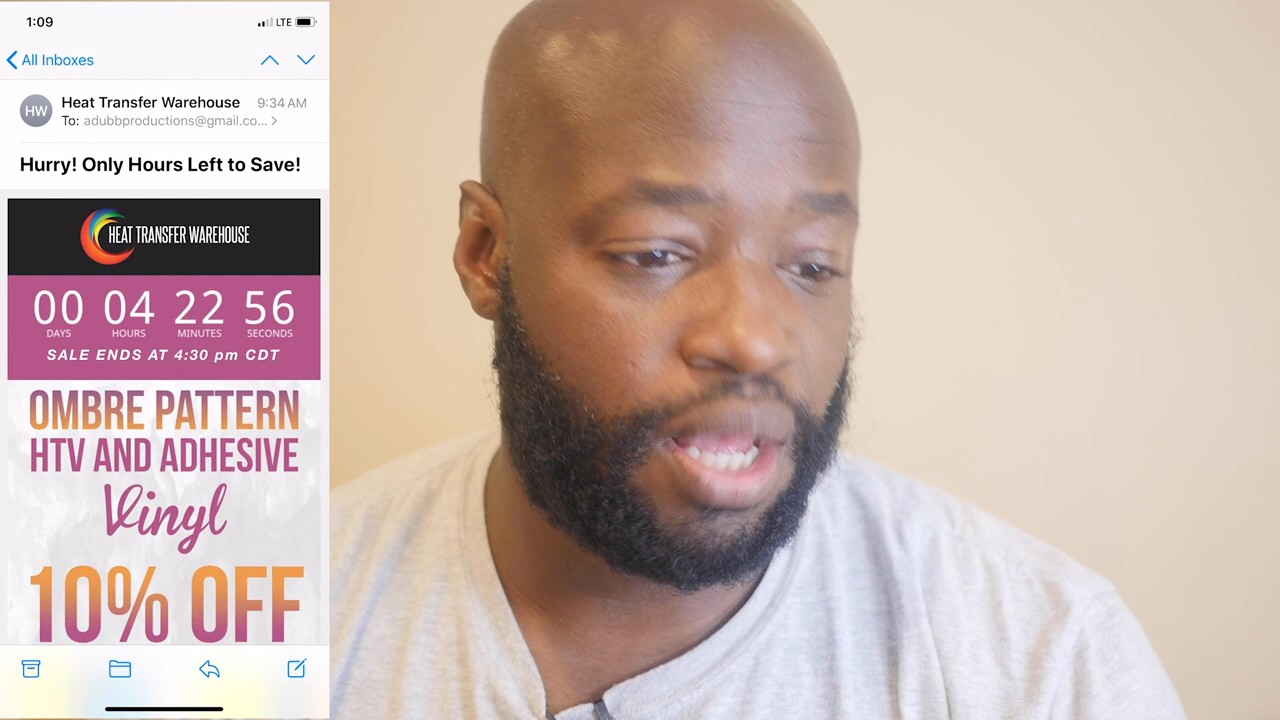 1:09
LTE
All Inboxes
HW
Heat Transfer Warehouse 9:34 AM
To: adubbproductions@gmail.co...
Hurry! Only Hours Left to Save!
HEAT TRANSFER WAREHOUSE
00 04 22 56
DAYS HOURS MINUTES SECONDS
SALE ENDS AT 4:30 pm CDT
OMBRE PATTERN
HTV AND ADHESIVE
Vinyl
10% OFF